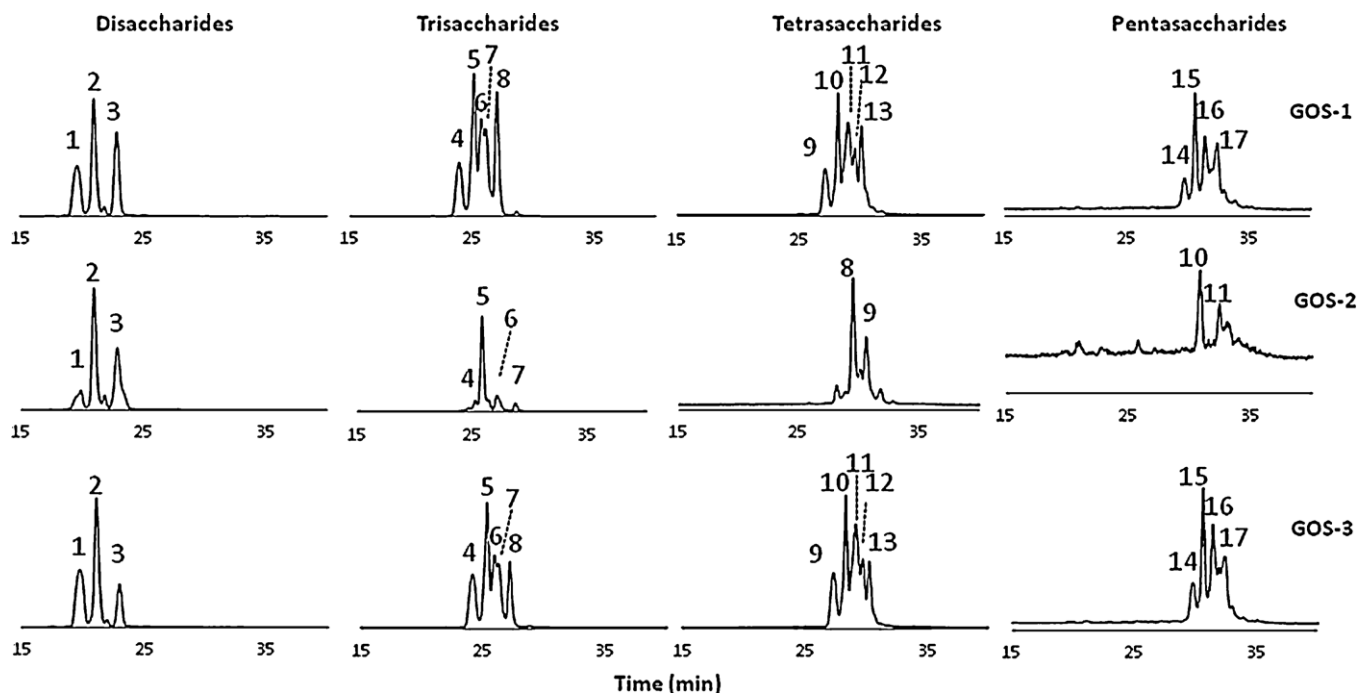 Disaccharides Trisaccharides Tetrasaccharides Pentasaccharides
1 2 3
15 25 35
4 5 6 7 8
25 35
9 10 11 12 13
15 25 35
14 15 16 17
15 25 35
GOS-1
1 2 3
15 25 35
4 5 6 7
15 25 35
8 9
15 25 35
10 11
15 25 35
GOS-2
1 2 3
15 25 35
4 5 6 7 8
15 25 35
9 10 11 12 13
15 25 35
14 15 16 17
15 25 35
GOS-3
Time (min)